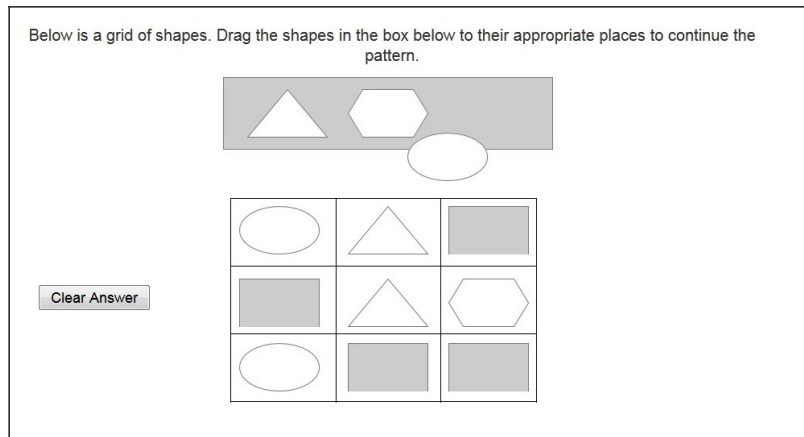 Below is a grid of shapes. Drag the shapes in the box below to their appropriate places to continue the
pattern.
Clear Answer